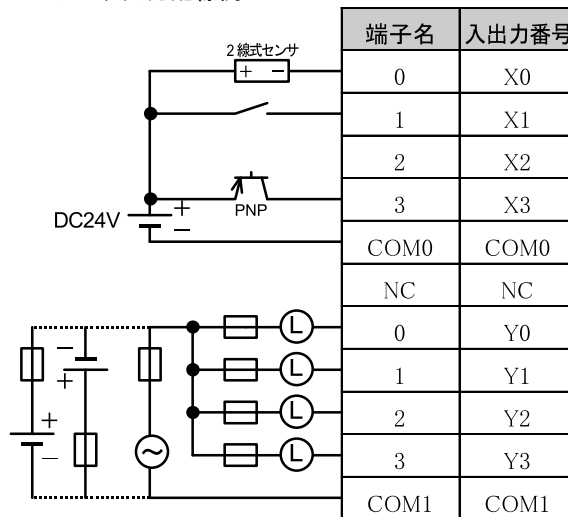 端子名 入出力番号
2線式センサ
+ −
0 X0
1 X1
2 X2
PNP
3 X3
DC24V
+
−
COM0 COM0
NC NC
0 Y0
L
1 Y1
L
−
+
2 Y2
L
+
−
3 Y3
L
COM1 COM1